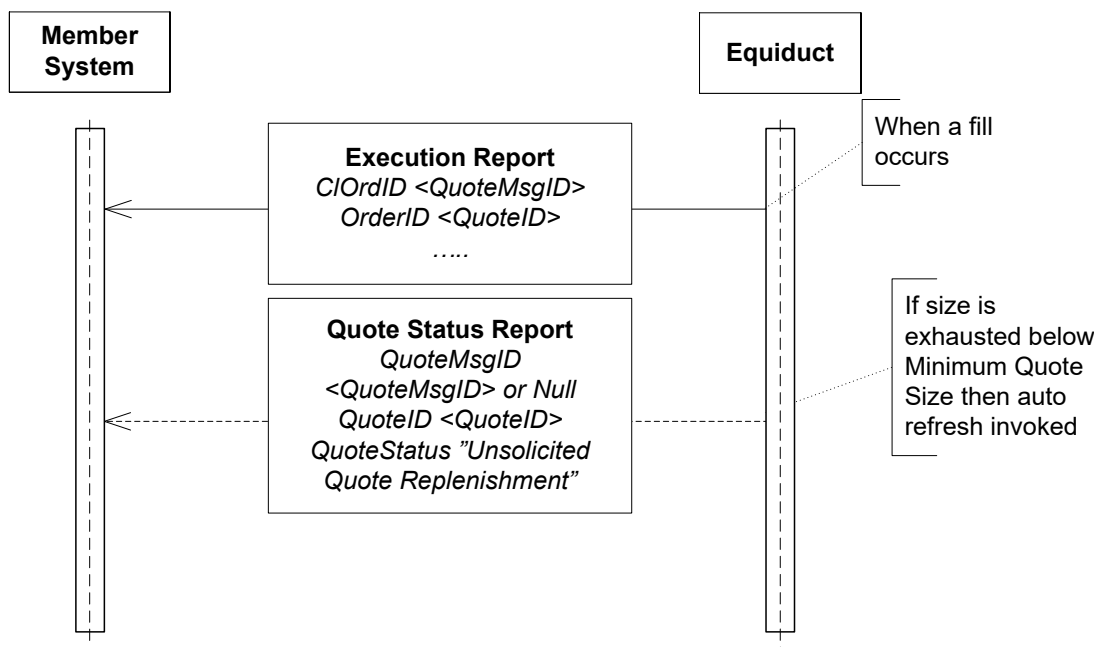 Member
System
Equiduct
When a fill
occurs
Execution Report
ClOrdID <QuoteMsgID>
OrderID <QuoteID>
…..
If size is
exhausted below
Minimum Quote
Size then auto
refresh invoked
Quote Status Report
QuoteMsgID
<QuoteMsgID> or Null
QuoteID <QuoteID>
QuoteStatus ”Unsolicited
Quote Replenishment”